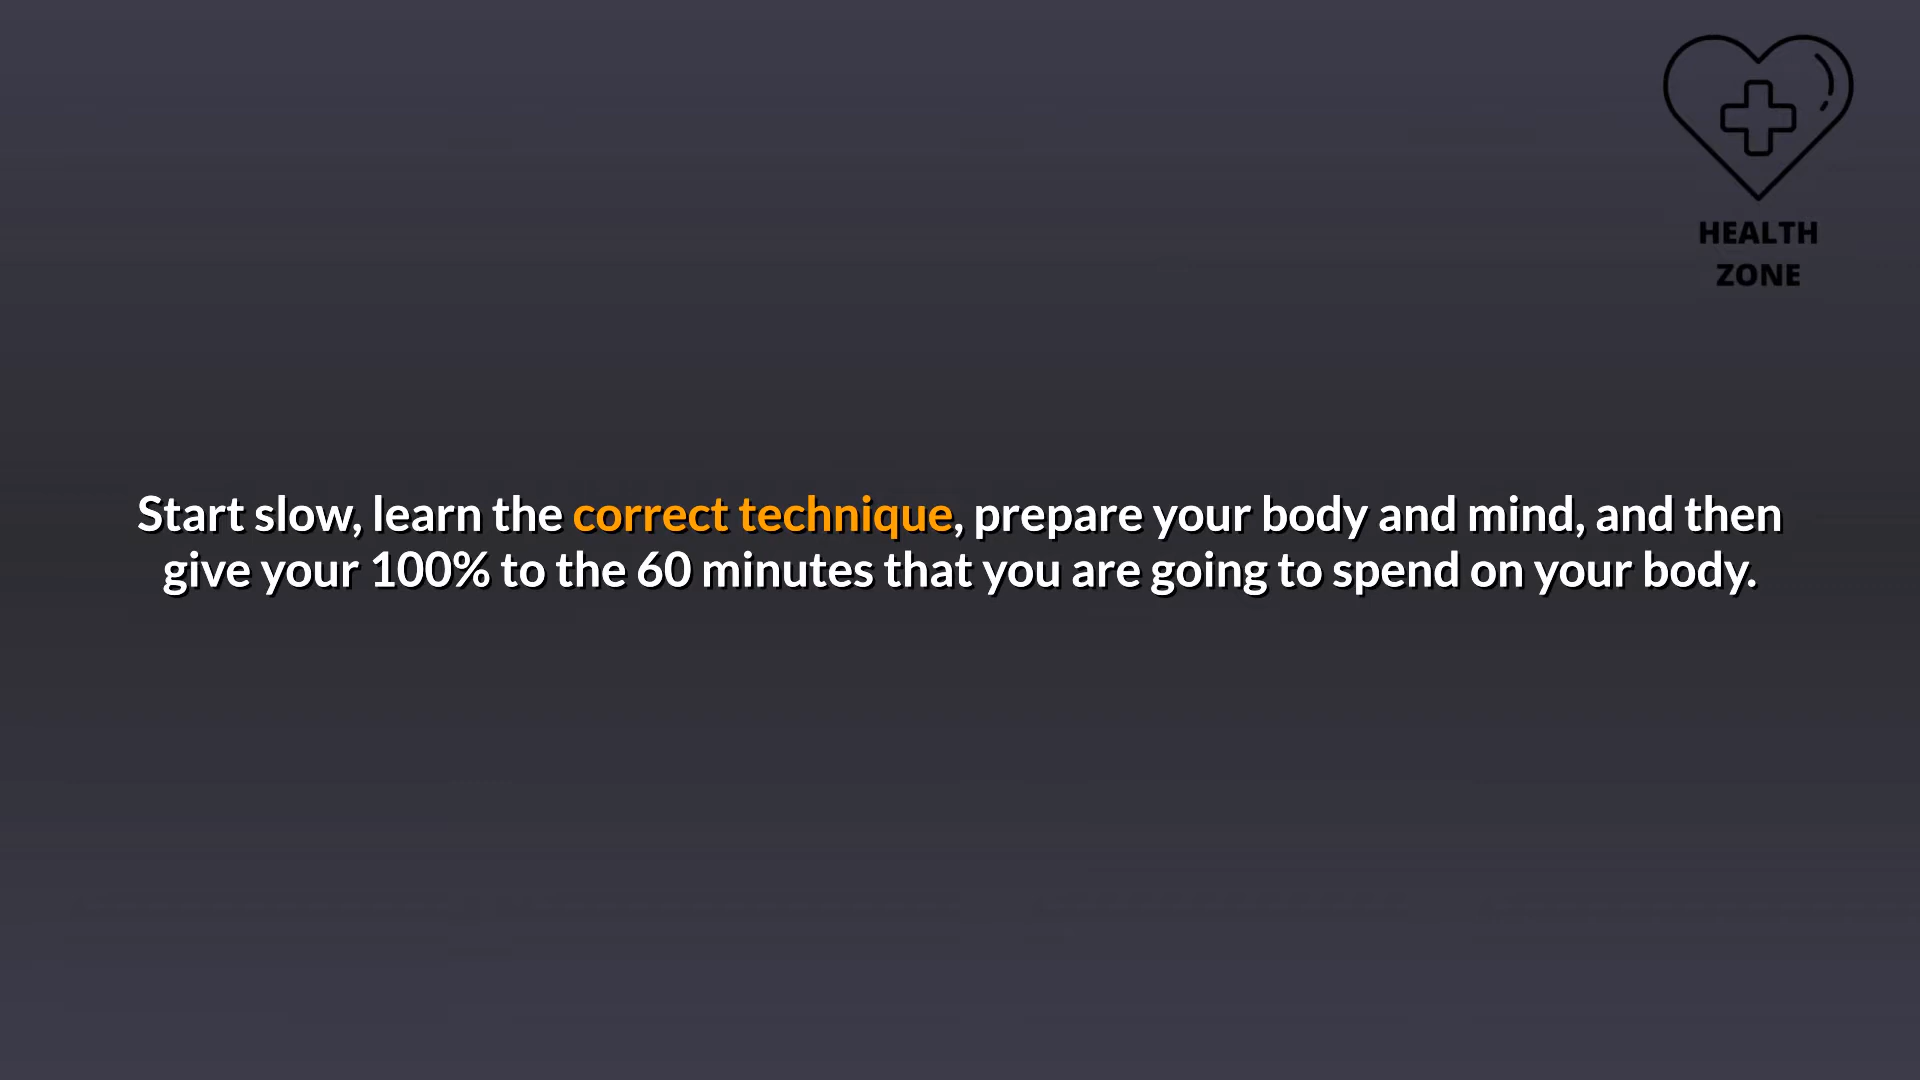 HEALTH
ZONE
Start slow, learn the correct technique, prepare your body and mind, and then
give your 100% to the 60 minutes that you are going to spend on your body.